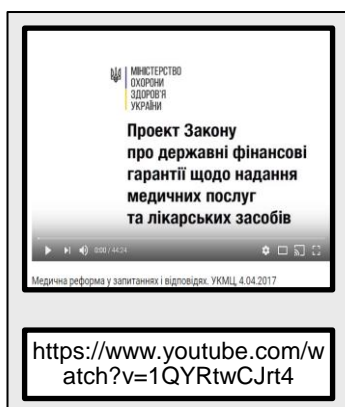 МІНІСТЕРСТВО
ОХОРОНИ
ЗДОРОВ'Я
УКРАЇНИ
Проект Закону
про державні фінансові
гарантії щодо надання
медичних послуг
та лікарських засобів
0:00 / 44:24
Медична реформа у запитаннях і відповідях. УКМЦ, 4.04.2017
https://www.youtube.com/w
atch?v=1QYRtwCJrt4